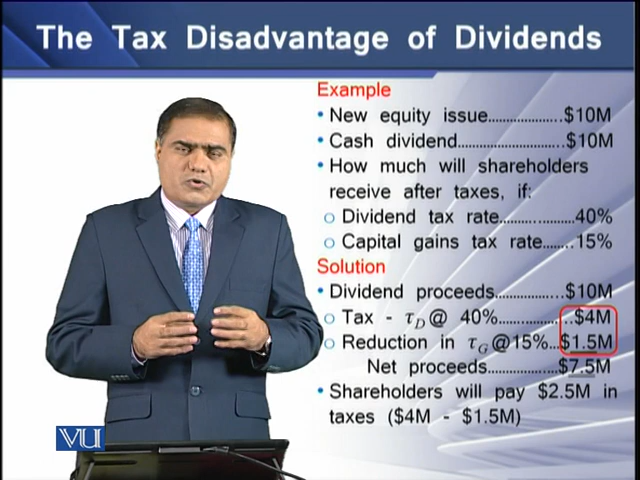 The Tax Disadvantage of Dividends
Example
• New equity issue....................$10M
• Cash dividend.........................$10M
• How much will shareholders
receive after taxes, if:
o Dividend tax rate..............40%
o Capital gains tax rate.......15%
Solution
• Dividend proceeds..................$10M
o Tax - τD@ 40%................$4M
o Reduction in τG@15%...$1.5M
Net proceeds..................$7.5M
• Shareholders will pay $2.5M in
taxes ($4M - $1.5M)
VU